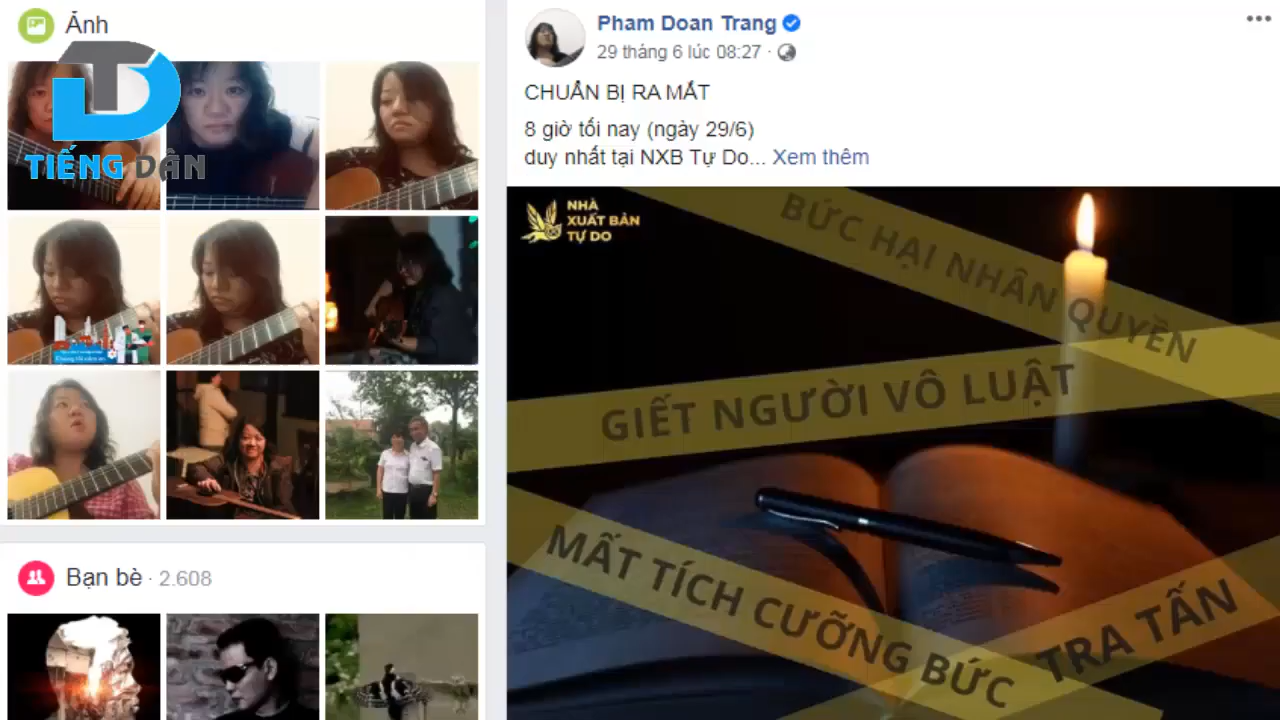 Ảnh
TIẾNG DÂN
Bạn bè · 2.608
Pham Doan Trang
29 tháng 6 lúc 08:27 ·
CHUẨN BỊ RA MẮT
8 giờ tối nay (ngày 29/6)
duy nhất tại NXB Tự Do... Xem thêm
NHÀ
XUẤT BẢN
TỰ DO
BỨC HẠI NHÂN QUYỀN
GIẾT NGƯỜI VÔ LUẬT
MẤT TÍCH CƯỠNG BỨC
TRA TẤN